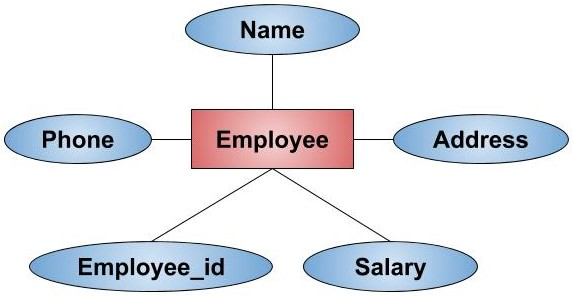 Name
Phone
Employee
Address
Employee_id
Salary